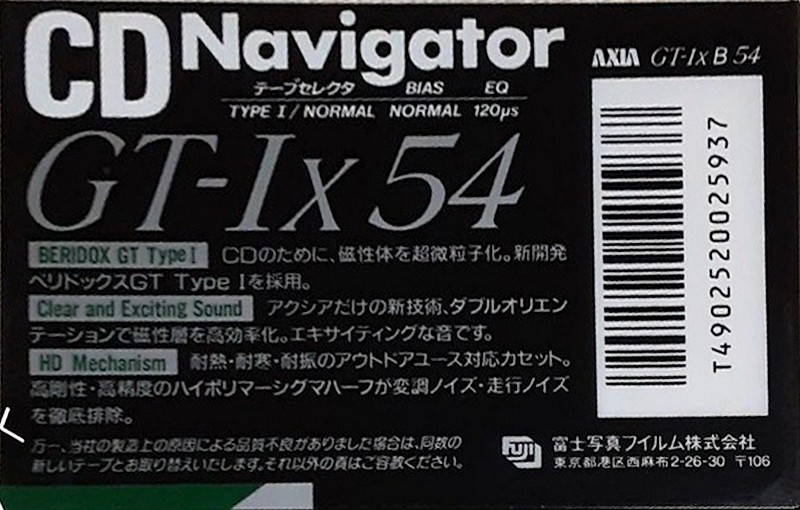 CD Navigator
AXIA GT-Ix B 54
テープセレクタ BIAS EQ
TYPE I / NORMAL NORMAL 120μs
GT-Ix 54
BERIDOX GT Type I CDのために、磁性体を超微粒子化。新開発
ベリドックスGT Type Iを採用。
Clear and Exciting Sound アクシアだけの新技術、ダブルオリエン
テーションで磁性層を高効率化。エキサイティングな音です。
HD Mechanism 耐熱・耐寒・耐振のアウトドアユース対応カセット。
高剛性・高精度のハイポリマーシグマハーフが変調ノイズ・走行ノイズ
を徹底排除。
万一、当社の製造上の原因による品質不良がありました場合は、同数の
新しいテープとお取り替えいたします。それ以外の責はご容赦ください。
FUJI 富士写真フイルム株式会社
東京都港区西麻布2-26-30 〒106
T4902520025937